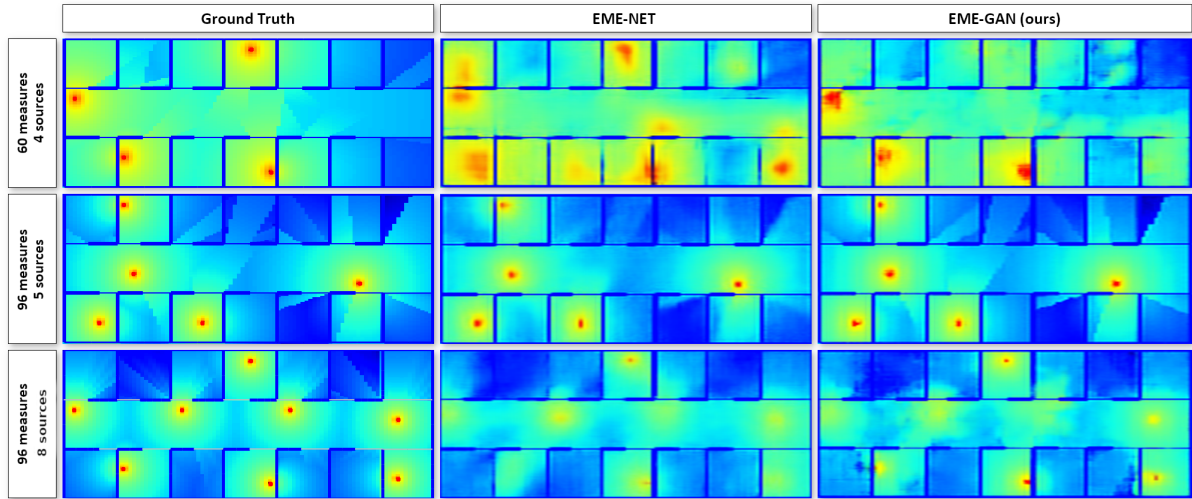 Ground Truth
EME-NET
EME-GAN (ours)
60 measures
4 sources
96 measures
5 sources
96 measures
8 sources